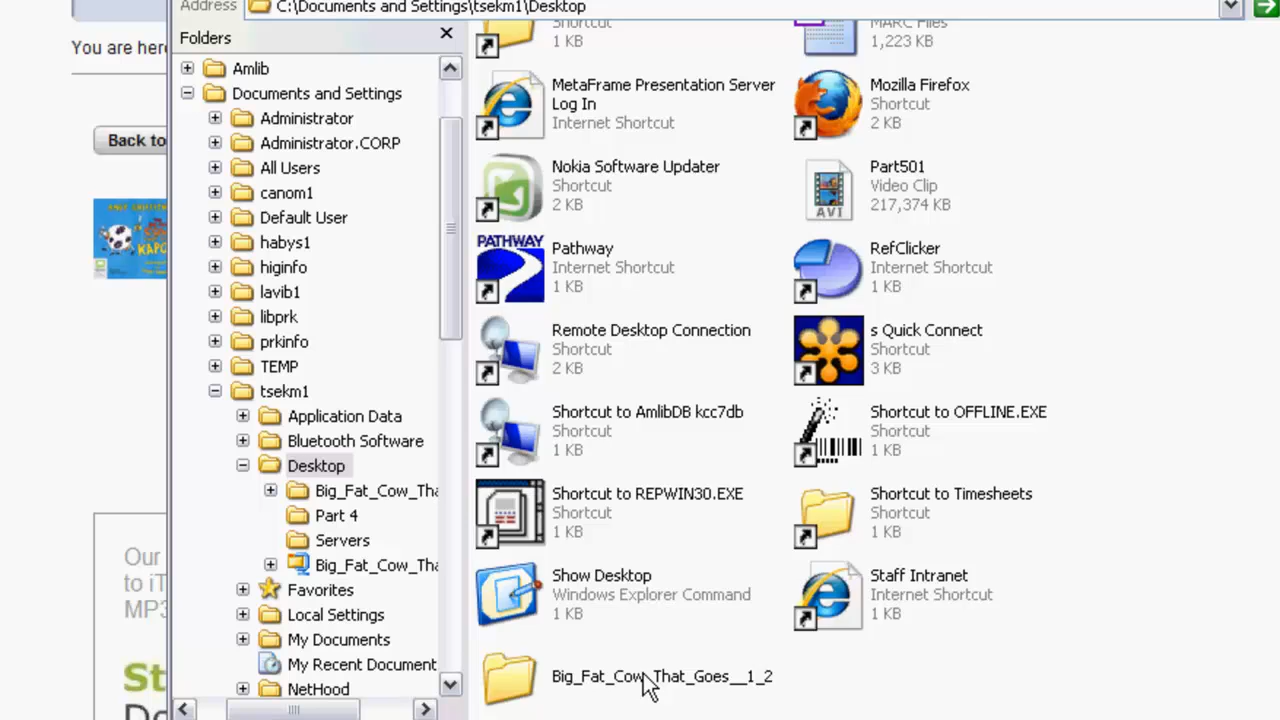 Address C:\Documents and Settings\tsekm1\Desktop
Folders
You are her
Back to
Amlib
Documents and Settings
Administrator
Administrator.CORP
All Users
canom1
Default User
habys1
higinfo
lavib1
libprk
prkinfo
TEMP
tsekm1
Application Data
Bluetooth Software
Desktop
Big_Fat_Cow_Tha
Part 4
Servers
Big_Fat_Cow_Tha
Favorites
Local Settings
My Documents
My Recent Document
NetHood
Shortcut
1 KB
MARC Files
1,223 KB
MetaFrame Presentation Server
Log In
Internet Shortcut
Mozilla Firefox
Shortcut
2 KB
Nokia Software Updater
Shortcut
2 KB
Part501
Video Clip
217,374 KB
AVI
PATHWAY
Pathway
Internet Shortcut
1 KB
RefClicker
Internet Shortcut
1 KB
Remote Desktop Connection
Shortcut
2 KB
s Quick Connect
Shortcut
3 KB
Shortcut to AmlibDB kcc7db
Shortcut
1 KB
Shortcut to OFFLINE.EXE
Shortcut
1 KB
Shortcut to REPWIN30.EXE
Shortcut
1 KB
Shortcut to Timesheets
Shortcut
1 KB
Show Desktop
Windows Explorer Command
1 KB
Staff Intranet
Internet Shortcut
1 KB
Big_Fat_Cow_That_Goes__1_2
Our
to iT
MP3
St